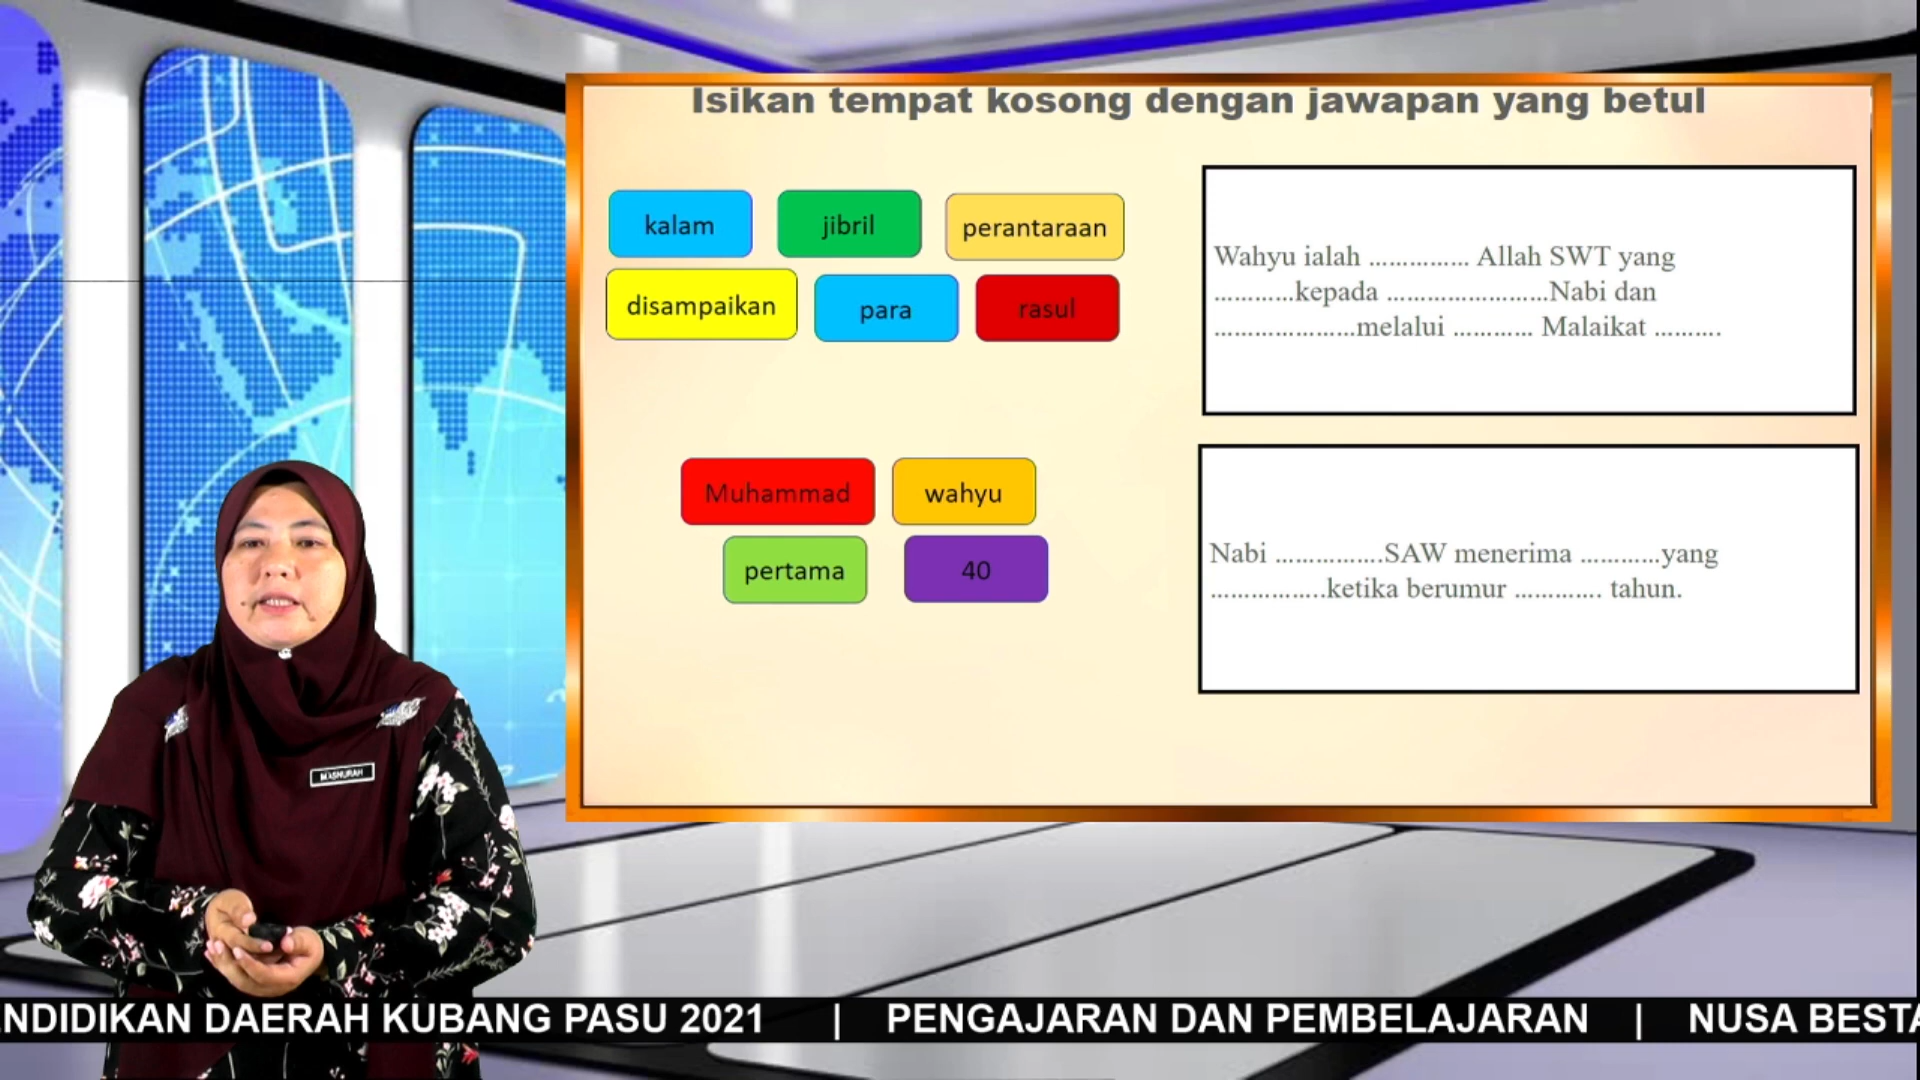 Isikan tempat kosong dengan jawapan yang betul
kalam
jibril
perantaraan
disampaikan
para
rasul
Wahyu ialah ............... Allah SWT yang
............kepada ........................Nabi dan
.....................melalui ............ Malaikat ..........
Muhammad
wahyu
pertama
40
Nabi ................SAW menerima ............yang
.................ketika berumur ............. tahun.
MASNURAH
NDIDIKAN DAERAH KUBANG PASU 2021 | PENGAJARAN DAN PEMBELAJARAN | NUSA BESTA